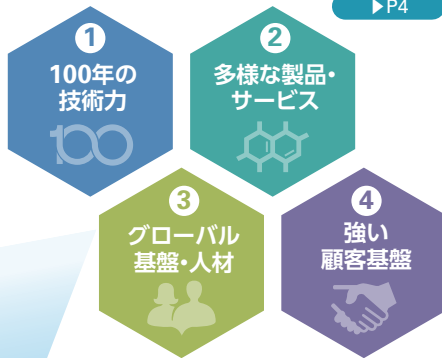 ▶P4
1
100年の
技術力
100
2
多様な製品・
サービス
3
グローバル
基盤・人材
4
強い
顧客基盤